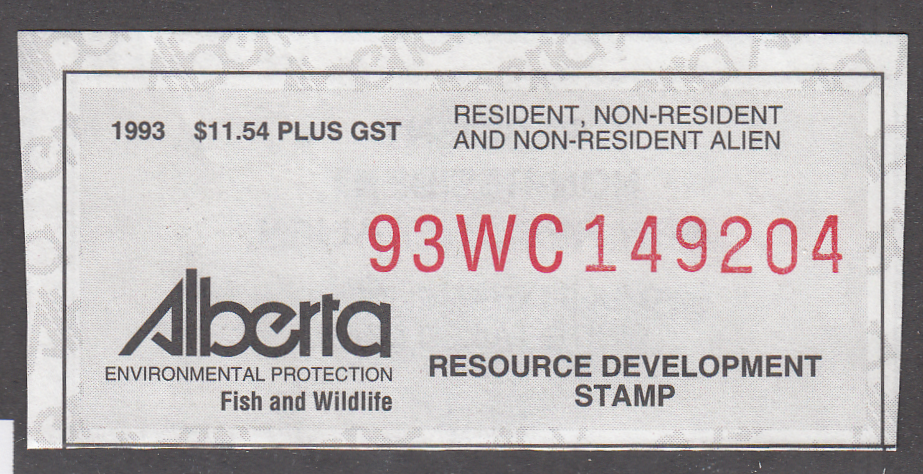 1993 $11.54 PLUS GST
RESIDENT, NON-RESIDENT
AND NON-RESIDENT ALIEN
93WC149204
Alberta
ENVIRONMENTAL PROTECTION
Fish and Wildlife
RESOURCE DEVELOPMENT
STAMP